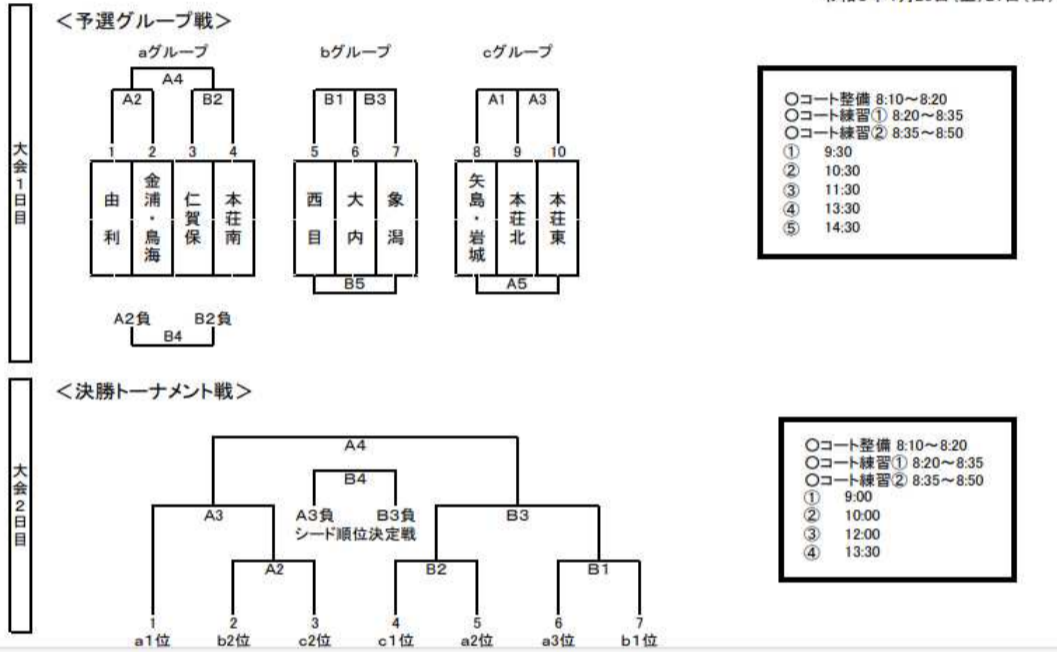 大会1日目
＜予選グループ戦＞
aグループ bグループ cグループ
A4
A2 B2 B1 B3 A1 A3
1 2 3 4 5 6 7 8 9 10
由利 金浦・鳥海 仁賀保 本荘南 西目 大内 象潟 矢島・岩城 本荘北 本荘東
B5 A5
A2負 B2負
B4
〇コート整備 8:10～8:20
〇コート練習① 8:20～8:35
〇コート練習② 8:35～8:50
① 9:30
② 10:30
③ 11:30
④ 13:30
⑤ 14:30
大会2日目
＜決勝トーナメント戦＞
A4
B4
A3 A3負 B3負 B3
シード順位決定戦
A2 B2 B1
1 2 3 4 5 6 7
a1位 b2位 c2位 c1位 a2位 a3位 b1位
〇コート整備 8:10～8:20
〇コート練習① 8:20～8:35
〇コート練習② 8:35～8:50
① 9:00
② 10:00
③ 12:00
④ 13:30